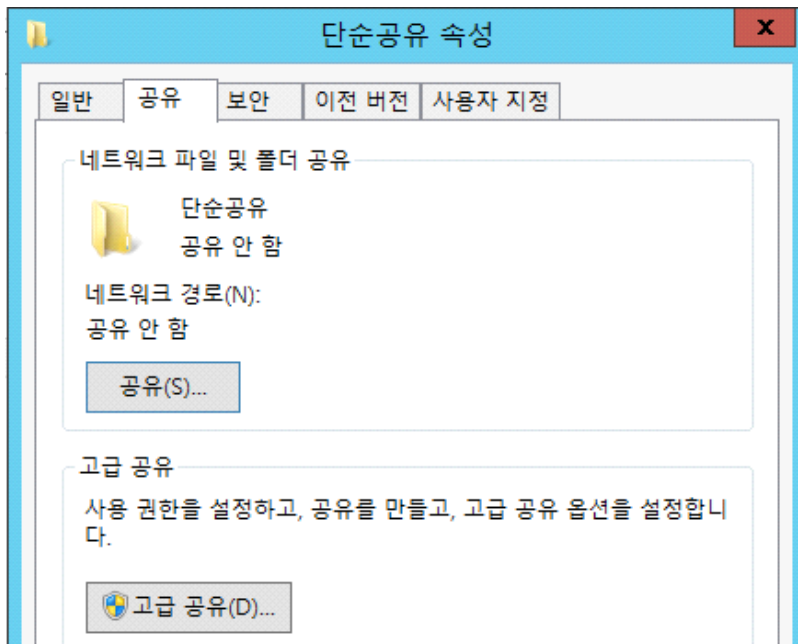 단순공유 속성
x
일반 공유 보안 이전 버전 사용자 지정
네트워크 파일 및 폴더 공유
단순공유
공유 안 함
네트워크 경로(N):
공유 안 함
공유(S)...
고급 공유
사용 권한을 설정하고, 공유를 만들고, 고급 공유 옵션을 설정합니
다.
고급 공유(D)...